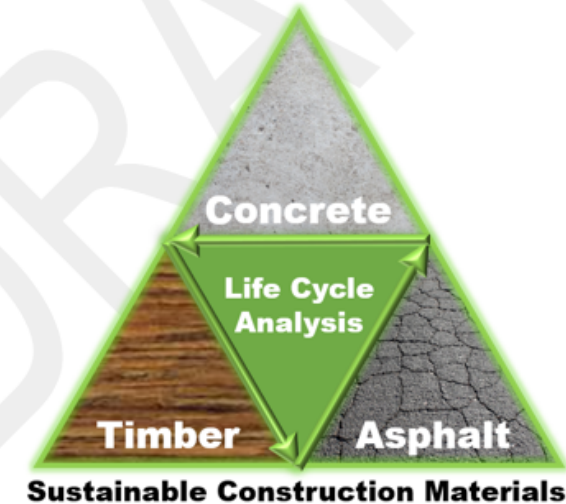 Concrete
Life Cycle
Analysis
Timber
Asphalt
Sustainable Construction Materials